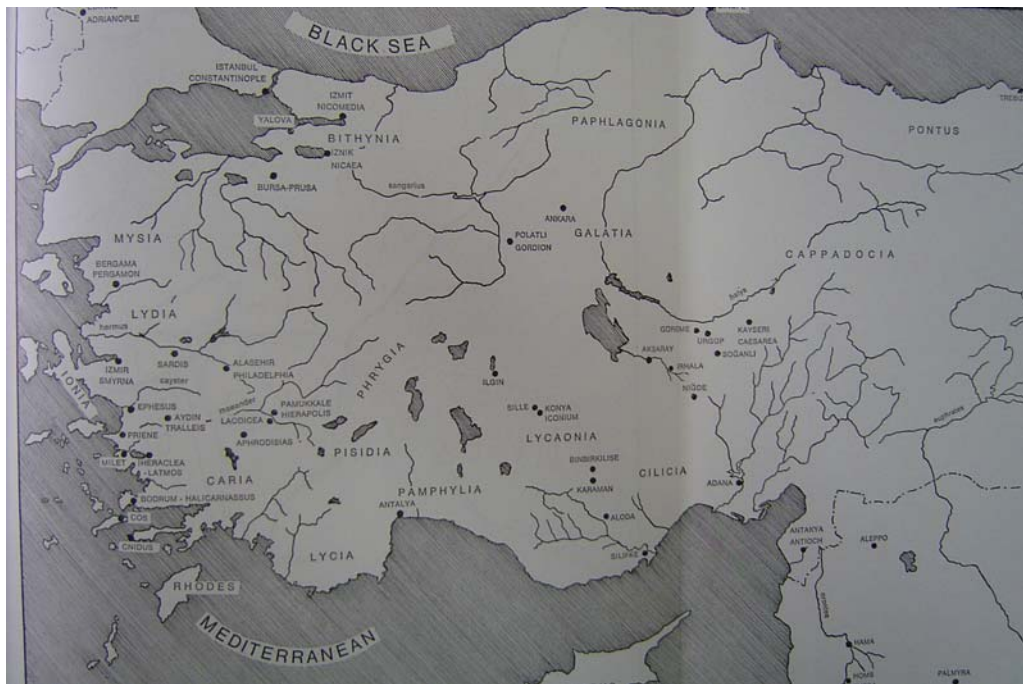 ADRIANOPLE
BLACK SEA
ISTANBUL
CONSTANTINOPLE
IZMIT
NICOMEDIA
YALOVA
BITHYNIA
IZNIK
NICAEA
BURSA-PRUSA
PAPHLAGONIA
PONTUS
sangarius
ANKARA
GALATIA
POLATLI
GORDION
MYSIA
CAPPADOCIA
BERGAMA
PERGAMON
LYDIA
hermus
halys
GOREME
URGUP
KAYSERI
CAESAREA
SOĞANLI
AKSARAY
IHHALA
NIĞDE
IZMIR
SMYRNA
SARDIS
ALASEHIR
PHILADELPHIA
IONIA
cayster
PHRYGIA
ILGIN
EPHESUS
AYDIN
TRALLEIS
maeander
PAMUKKALE
HIERAPOLIS
LAODICEA
SILLE
KONYA
ICONIUM
euphrates
PRIENE
APHRODISIAS
PISIDIA
LYCAONIA
MILET
HERACLEA
-LATMOS
BINBIRKILISE
CILICIA
KARAMAN
ADANA
CARIA
PAMPHYLIA
BODRUM - HALICARNASSUS
COS
ANTALYA
ALODA
CNIDUS
LYCIA
SILIFKE
ANTAKYA
ANTIOCH
ALEPPO
RHODES
orontes
MEDITERRANEAN
HAMA
HOMS
PALMYRA